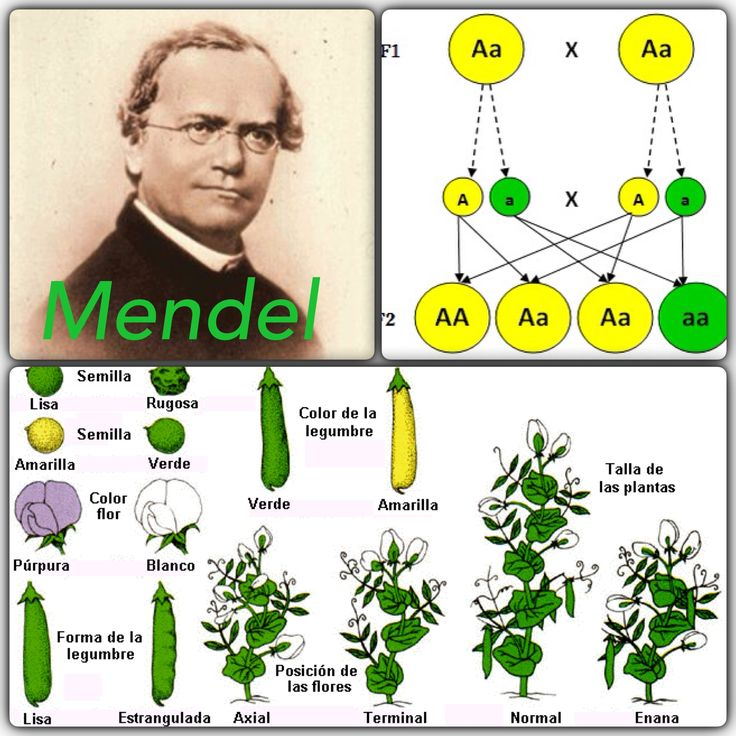 Mendel
F1
Aa X Aa
A a X A a
F2
AA Aa Aa aa
Semilla
Lisa Rugosa
Semilla
Amarilla Verde
Color
flor
Púrpura Blanco
Color de la
legumbre
Verde Amarilla
Forma de la
legumbre
Lisa Estrangulada
Posición de
las flores
Axial Terminal
Talla de
las plantas
Normal Enana